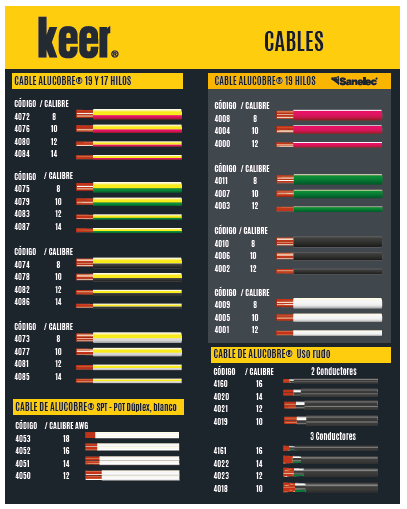 keer®
CABLES
CABLE ALUCOBRE® 19 Y 17 HILOS
CÓDIGO / CALIBRE
4072 8
4076 10
4080 12
4084 14
CÓDIGO / CALIBRE
4075 8
4079 10
4083 12
4087 14
CÓDIGO / CALIBRE
4074 8
4078 10
4082 12
4086 14
CÓDIGO / CALIBRE
4073 8
4077 10
4081 12
4085 14
CABLE DE ALUCOBRE® SPT - POT Dúplex, blanco
CÓDIGO / CALIBRE AWG
4053 18
4052 16
4051 14
4050 12
CABLE ALUCOBRE® 19 HILOS Sanelec
CÓDIGO / CALIBRE
4008 8
4004 10
4000 12
CÓDIGO / CALIBRE
4011 8
4007 10
4003 12
CÓDIGO / CALIBRE
4010 8
4006 10
4002 12
CÓDIGO / CALIBRE
4009 8
4005 10
4001 12
CABLE DE ALUCOBRE® Uso rudo
CÓDIGO / CALIBRE 2 Conductores
4160 16
4020 14
4021 12
4019 10
3 Conductores
4161 16
4022 14
4023 12
4018 10